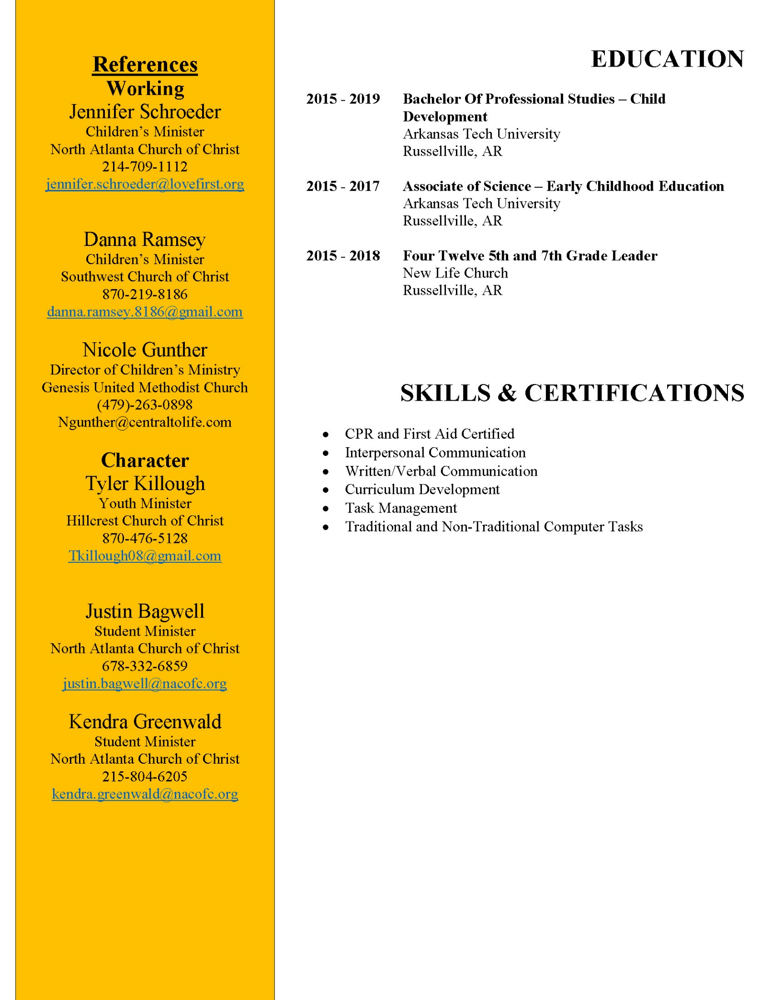 References
Working
Jennifer Schroeder
Children’s Minister
North Atlanta Church of Christ
214-709-1112
jennifer.schroeder@lovefirst.org
Danna Ramsey
Children’s Minister
Southwest Church of Christ
870-219-8186
danna.ramsey.8186@gmail.com
Nicole Gunther
Director of Children’s Ministry
Genesis United Methodist Church
(479)-263-0898
Ngunther@centraltolife.com
Character
Tyler Killough
Youth Minister
Hillcrest Church of Christ
870-476-5128
Tkillough08@gmail.com
Justin Bagwell
Student Minister
North Atlanta Church of Christ
678-332-6859
justin.bagwell@nacofc.org
Kendra Greenwald
Student Minister
North Atlanta Church of Christ
215-804-6205
kendra.greenwald@nacofc.org
EDUCATION
2015 - 2019 Bachelor Of Professional Studies – Child
Development
Arkansas Tech University
Russellville, AR
2015 - 2017 Associate of Science – Early Childhood Education
Arkansas Tech University
Russellville, AR
2015 - 2018 Four Twelve 5th and 7th Grade Leader
New Life Church
Russellville, AR
SKILLS & CERTIFICATIONS
• CPR and First Aid Certified
• Interpersonal Communication
• Written/Verbal Communication
• Curriculum Development
• Task Management
• Traditional and Non-Traditional Computer Tasks